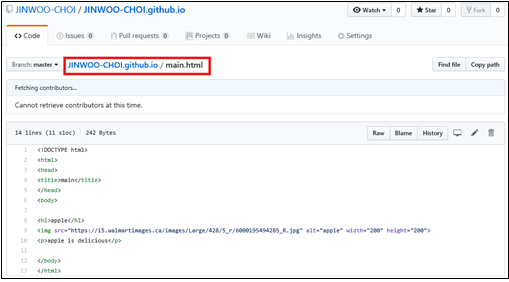 JINWOO-CHOI / JINWOO-CHOI.github.io
Watch 0 Star 0 Fork 0
Code Issues 0 Pull requests 0 Projects 0 Wiki Insights Settings
Branch: master JINWOO-CHOI.github.io / main.html Find file Copy path
Fetching contributors...
Cannot retrieve contributors at this time.
14 lines (11 sloc) 242 Bytes Raw Blame History
1 <!DOCTYPE html>
2 <html>
3 <head>
4 <title>main</title>
5 </head>
6 <body>
7
8 <h1>apple</h1>
9 <img src="https://i5.walmartimages.ca/images/Large/428/5_r/6000195494285_R.jpg" alt="apple" width="200" height="200">
10 <p>apple is delicious</p>
11
12 </body>
13 </html>